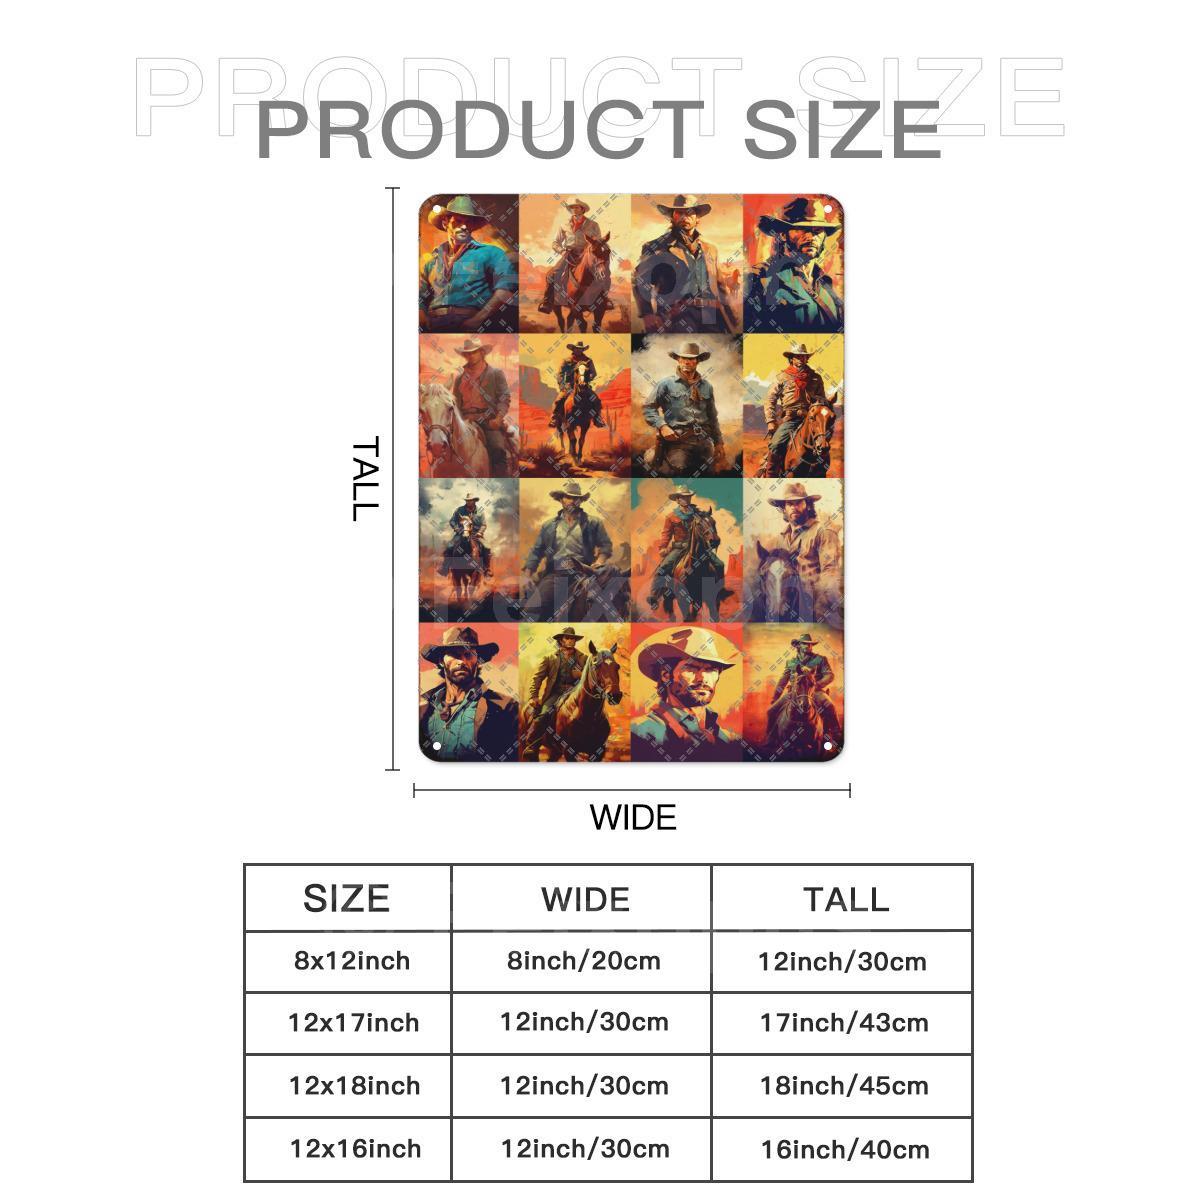 PRODUCT SIZE
PRODUCT SIZE
TALL
WIDE
SIZE WIDE TALL
8x12inch 8inch/20cm 12inch/30cm
12x17inch 12inch/30cm 17inch/43cm
12x18inch 12inch/30cm 18inch/45cm
12x16inch 12inch/30cm 16inch/40cm